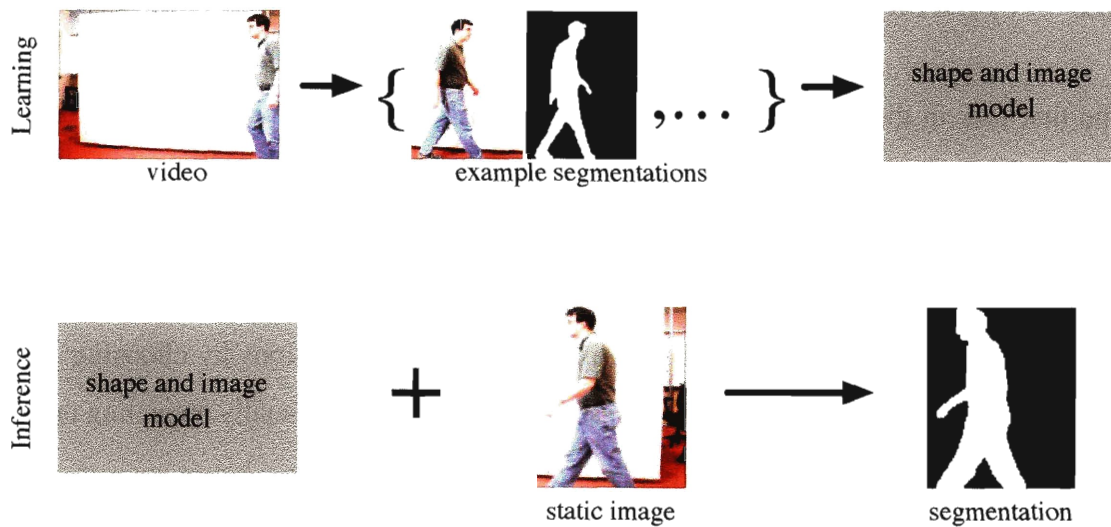 Learning
video
{
,...
}
example segmentations
shape and image
model
Inference
shape and image
model
+
static image
segmentation